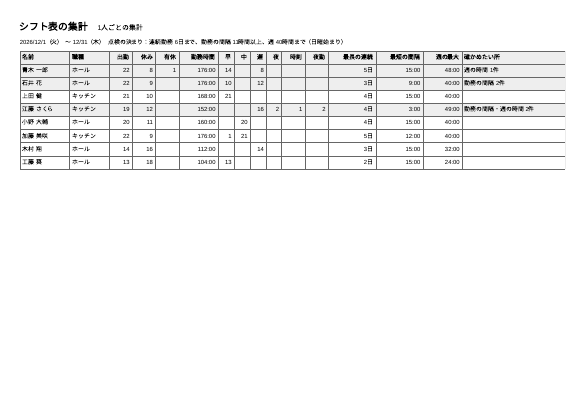 シフト表の集計 1人ごとの集計
2026/12/1（火） ～ 12/31（木） 点検の決まり：連続勤務 6日まで、勤務の間隔 11時間以上、週 40時間まで（日曜始まり）
名前 職種 出勤 休み 有休 勤務時間 早 中 遅 夜 時刻 夜勤 最長の連続 最短の間隔 週の最大 確かめたい所
青木 一郎 ホール 22 8 1 176:00 14 8 5日 15:00 48:00 週の時間 1件
石井 花 ホール 22 9 176:00 10 12 3日 9:00 40:00 勤務の間隔 2件
上田 健 キッチン 21 10 168:00 21 4日 15:00 40:00
江藤 さくら キッチン 19 12 152:00 16 2 1 2 4日 3:00 49:00 勤務の間隔・週の時間 2件
小野 大輔 ホール 20 11 160:00 20 4日 15:00 40:00
加藤 美咲 キッチン 22 9 176:00 1 21 5日 12:00 40:00
木村 翔 ホール 14 16 112:00 14 3日 15:00 32:00
工藤 葵 ホール 13 18 104:00 13 2日 15:00 24:00